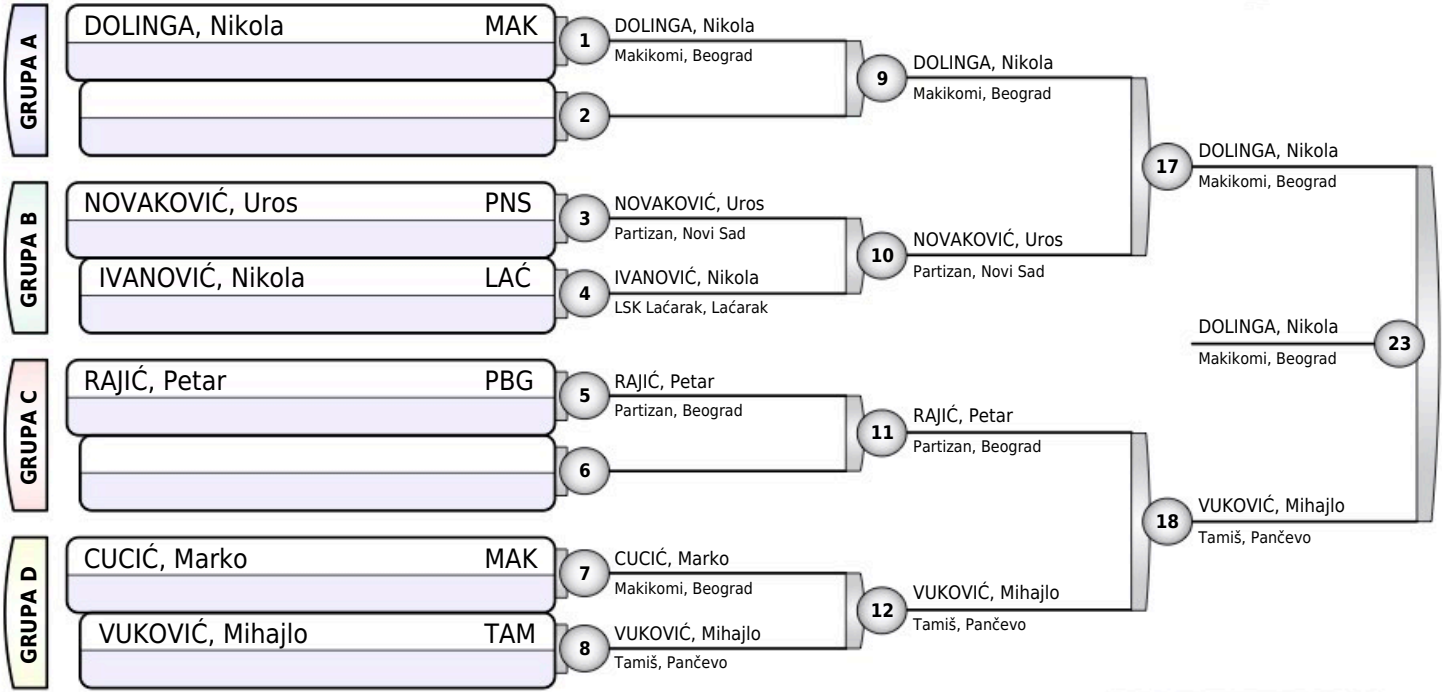 GRUPA A
DOLINGA, Nikola MAK
1
2
DOLINGA, Nikola
Makikomi, Beograd
9
DOLINGA, Nikola
Makikomi, Beograd
GRUPA B
NOVAKOVIĆ, Uros PNS
IVANOVIĆ, Nikola LAĆ
3
4
NOVAKOVIĆ, Uros
Partizan, Novi Sad
IVANOVIĆ, Nikola
LSK Laćarak, Laćarak
10
NOVAKOVIĆ, Uros
Partizan, Novi Sad
17
DOLINGA, Nikola
Makikomi, Beograd
GRUPA C
RAJIĆ, Petar PBG
5
6
RAJIĆ, Petar
Partizan, Beograd
11
RAJIĆ, Petar
Partizan, Beograd
GRUPA D
CUCIĆ, Marko MAK
VUKOVIĆ, Mihajlo TAM
7
8
CUCIĆ, Marko
Makikomi, Beograd
VUKOVIĆ, Mihajlo
Tamiš, Pančevo
12
VUKOVIĆ, Mihajlo
Tamiš, Pančevo
18
VUKOVIĆ, Mihajlo
Tamiš, Pančevo
DOLINGA, Nikola
Makikomi, Beograd
23